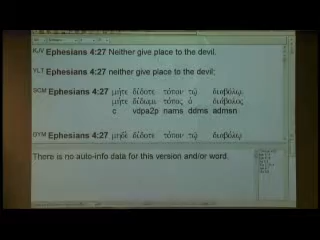 KJV Ephesians 4:27 Neither give place to the devil.
YLT Ephesians 4:27 neither give place to the devil;
SCM Ephesians 4:27 μήτε δίδοτε τόπον τῷ διαβόλῳ.
μήτε δίδωμι τόπος ὁ διάβολος
c vdpa2p nams ddms admsn
GYM Ephesians 4:27 μηδὲ δίδοτε τόπον τῷ διαβόλῳ
There is no auto-info data for this version and/or word.